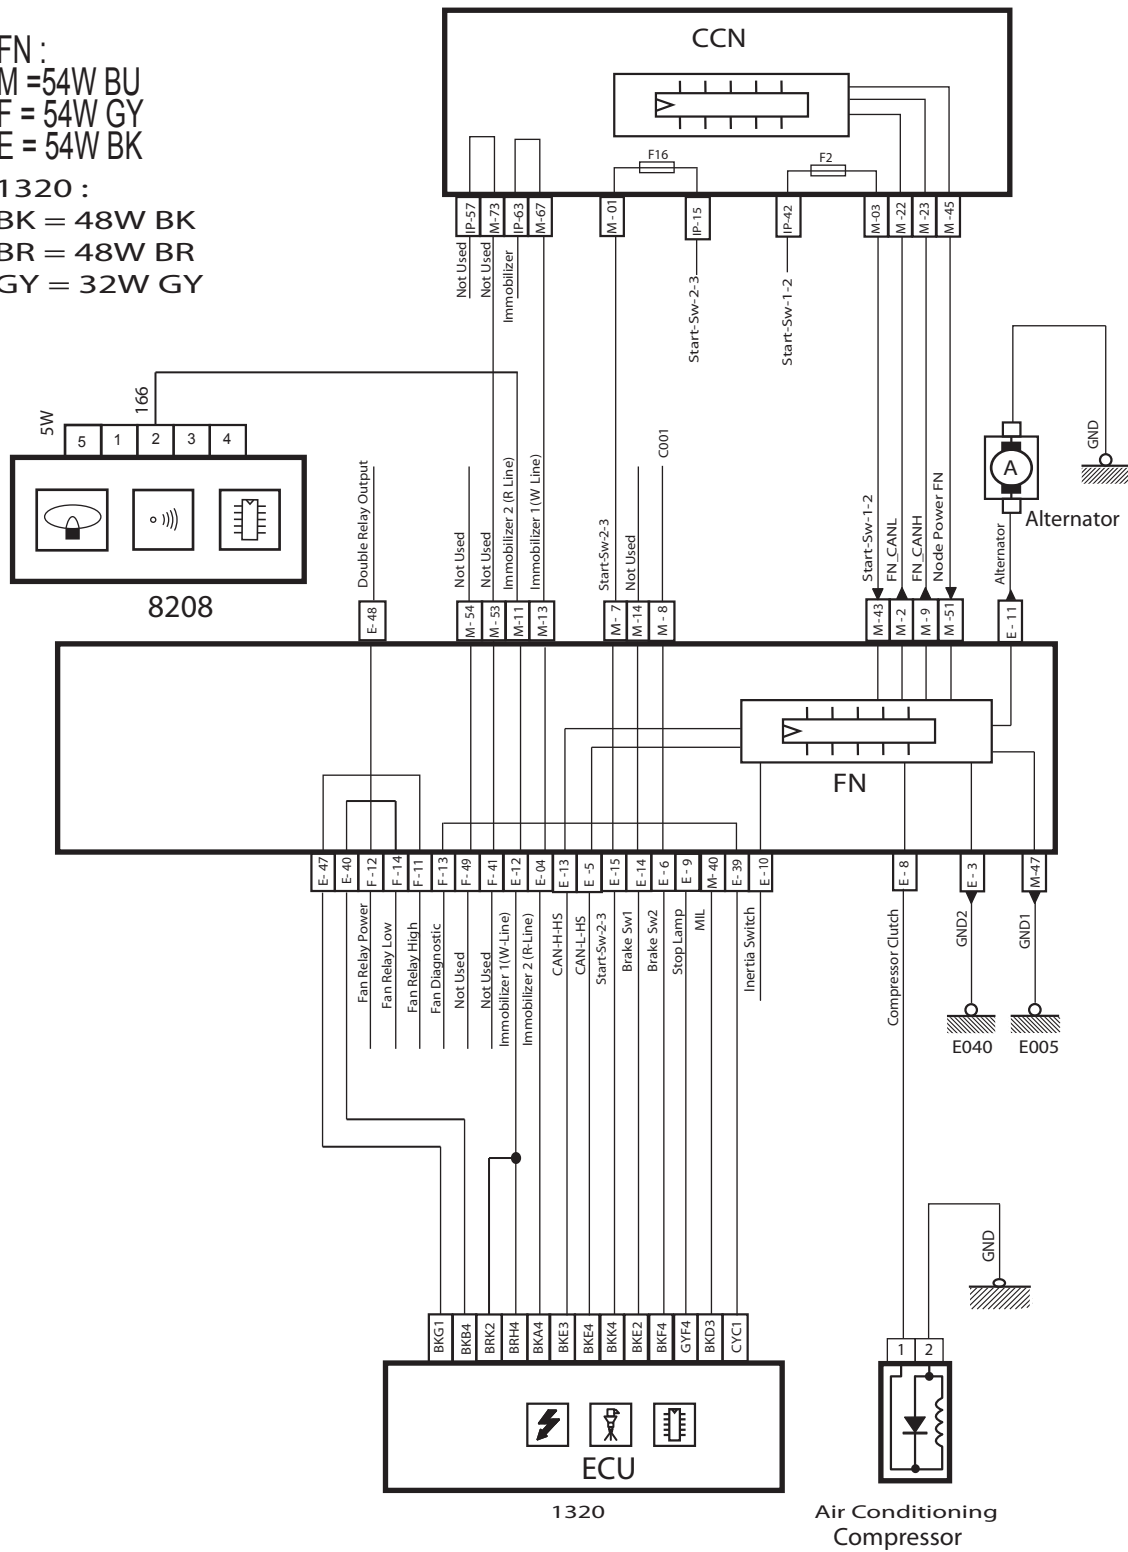 CCN
FN :
M =54W BU
F = 54W GY
E = 54W BK
1320 :
BK = 48W BK
BR = 48W BR
GY = 32W GY
F16
F2
IP-57
M-73
IP-63
M-67
M - 01
IP-15
IP-42
M-03
M -22
M -23
M -45
Not Used
Not Used
Immobilizer
Start-Sw-2-3
Start-Sw-1-2
GND
A
Alternator
5W
166
5
1
2
3
4
8208
Double Relay Output
Not Used
Not Used
Immobilizer 2 (R Line)
Immobilizer 1(W Line)
Start-Sw-2-3
Not Used
C001
Start-Sw-1-2
FN_CANL
FN_CANH
Node Power FN
Alternator
E- 48
M- 54
M - 53
M-11
M-13
M- 7
M -14
M - 8
M -43
M - 2
M - 9
M -51
E - 11
FN
E- 47
E- 40
F -12
F -14
F- 11
F- 13
F- 49
F- 41
E -12
E- 04
E -13
E -5
E -15
E -14
E - 6
E - 9
M- 40
E- 39
E - 10
E - 8
E - 3
M-47
Fan Relay Power
Fan Relay Low
Fan Relay High
Fan Diagnostic
Not Used
Not Used
Immobilizer 1(W-Line)
Immobilizer 2 (R-Line)
CAN-H-HS
CAN-L-HS
Start-Sw-2-3
Brake Sw1
Brake Sw2
Stop Lamp
MIL
Inertia Switch
Compressor Clutch
GND2
GND1
E040
E005
GND
BKG1
BKB4
BRK2
BRH4
BKA4
BKE3
BKE4
BKK4
BKE2
BKF4
GYF4
BKD3
CYC1
1
2
ECU
1320
Air Conditioning
Compressor